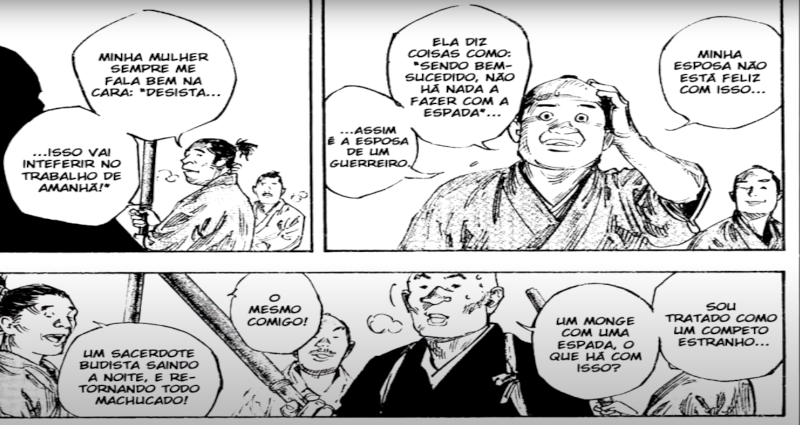 MINHA
ESPOSA NÃO
ESTÁ FELIZ
COM ISSO...
ELA DIZ
COISAS COMO:
"SENDO BEM-
SUCEDIDO, NÃO
HÁ NADA A
FAZER COM A
ESPADA"...
...ASSIM
É A ESPOSA
DE UM
GUERREIRO.
MINHA MULHER
SEMPRE ME
FALA BEM NA
CARA: "DESISTA...
...ISSO VAI
INTEFERIR NO
TRABALHO DE
AMANHÃ!"
SOU
TRATADO COMO
UM COMPETO
ESTRANHO...
UM MONGE
COM UMA
ESPADA, O
QUE HÁ COM
ISSO?
O
MESMO
COMIGO!
UM SACERDOTE
BUDISTA SAINDO
A NOITE, E RE-
TORNANDO TODO
MACHUCADO!